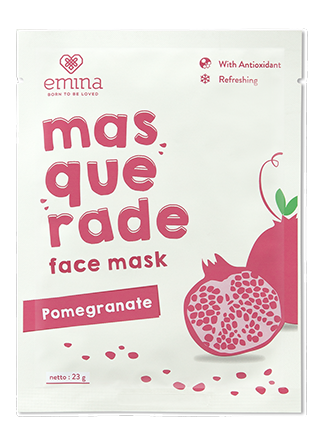 emina
BORN TO BE LOVED
With Antioxidant
Refreshing
mas
que
rade
face mask
Pomegranate
netto : 23 g